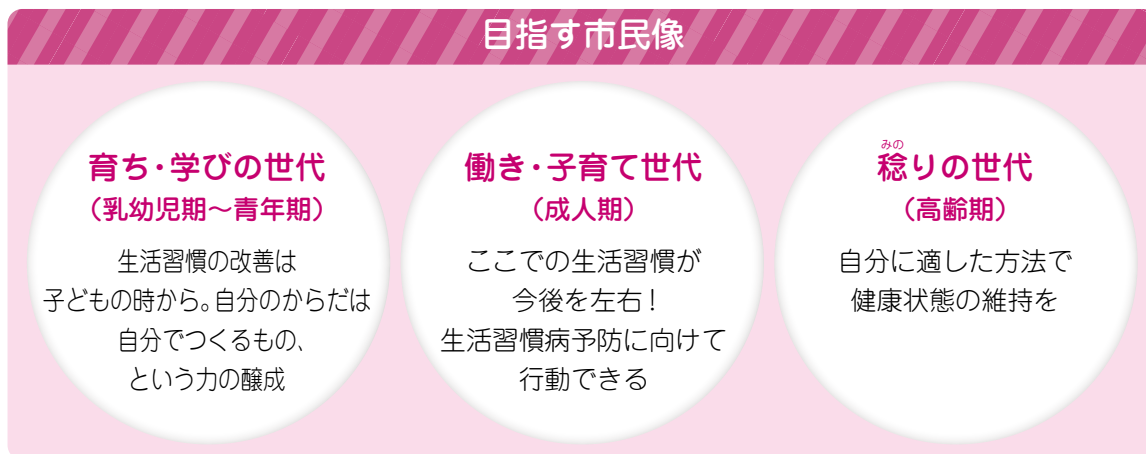 目指す市民像
育ち・学びの世代
（乳幼児期～青年期）
生活習慣の改善は
子どもの時から。自分のからだは
自分でつくるもの、
という力の醸成
働き・子育て世代
（成人期）
ここでの生活習慣が
今後を左右！
生活習慣病予防に向けて
行動できる
みの
稔りの世代
（高齢期）
自分に適した方法で
健康状態の維持を